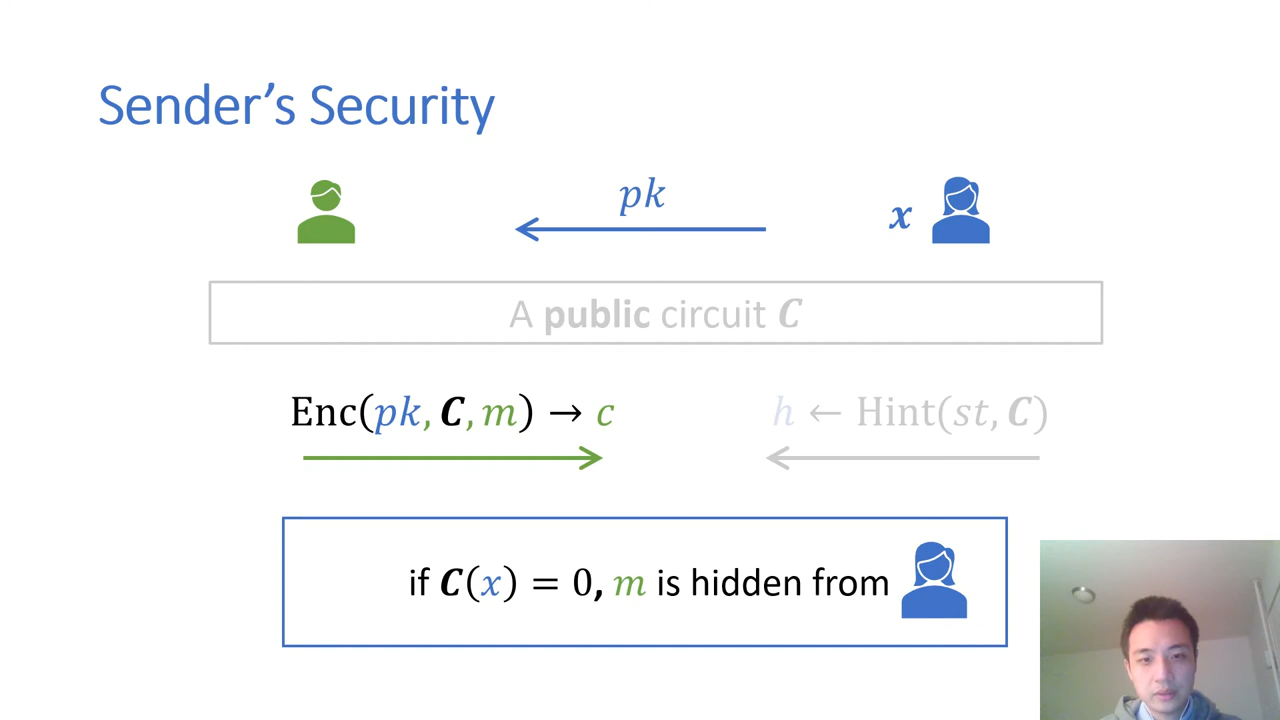 Sender's Security
pk
x
A public circuit C
Enc(pk, C, m) → c
h ← Hint(st, C)
if C(x) = 0, m is hidden from